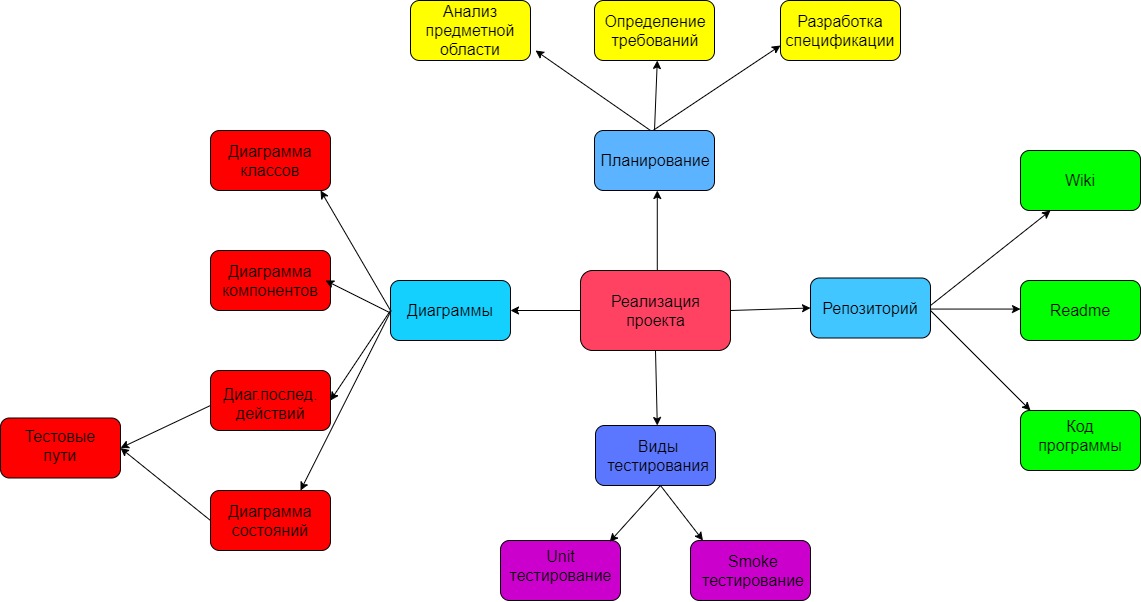 Анализ
предметной
области
Определение
требований
Разработка
спецификации
Диаграмма
классов
Планирование
Wiki
Диаграмма
компонентов
Диаграммы
Реализация
проекта
Репозиторий
Readme
Диаг.послед.
действий
Тестовые
пути
Виды
тестирования
Код
программы
Диаграмма
состояний
Unit
тестирование
Smoke
тестирование